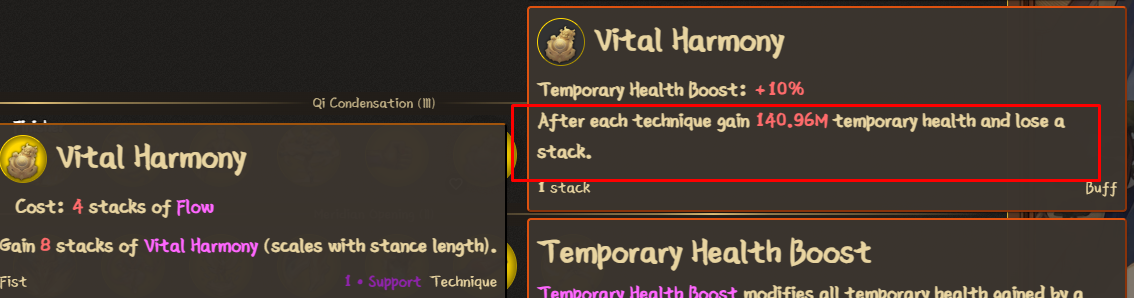 Qi Condensation (III)
Vital Harmony
Cost: 4 stacks of Flow
Gain 8 stacks of Vital Harmony (scales with stance length).
Fist
1 • Support Technique
Vital Harmony
Temporary Health Boost: +10%
After each technique gain 140.96M temporary health and lose a
stack.
1 stack
Buff
Temporary Health Boost
Temporary Health Boost modifies all temporary health gained by a